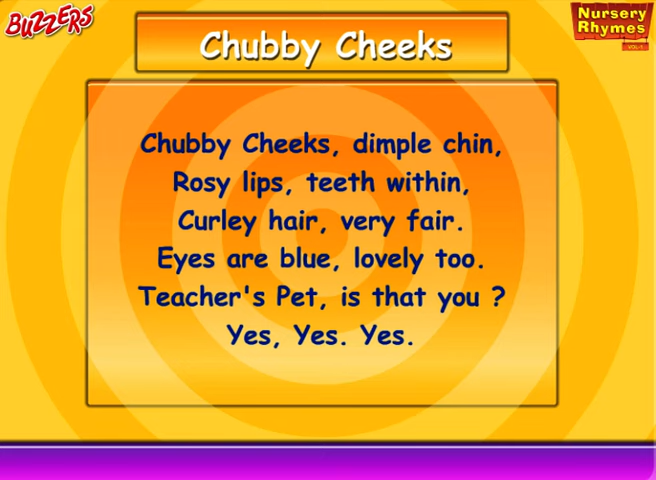 BUZZERS
Nursery
Rhymes
VOL-1
Chubby Cheeks
Chubby Cheeks, dimple chin,
Rosy lips, teeth within,
Curley hair, very fair.
Eyes are blue, lovely too.
Teacher's Pet, is that you ?
Yes, Yes. Yes.